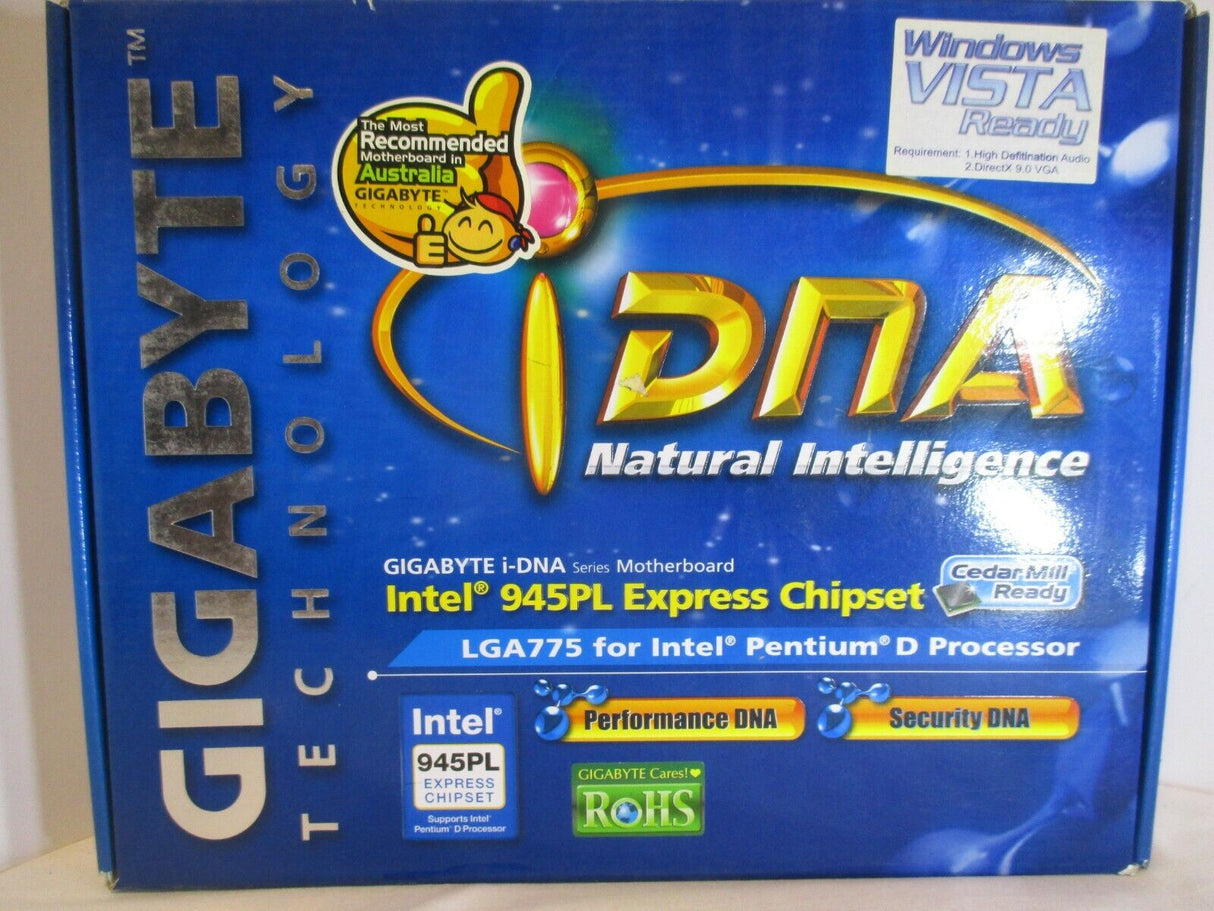 GIGABYTE™
TECHNOLOGY
The Most
Recommended
Motherboard in
Australia
GIGABYTE™
TECHNOLOGY
Windows
VISTA
Ready
Requirement: 1.High Defitination Audio
2.DirectX 9.0 VGA
i DNA
Natural Intelligence
GIGABYTE i-DNA Series Motherboard
Intel® 945PL Express Chipset
Cedar Mill
Ready
LGA775 for Intel® Pentium® D Processor
Intel®
945PL
EXPRESS
CHIPSET
Supports Intel®
Pentium® D Processor
Performance DNA
Security DNA
GIGABYTE Cares!
RoHS